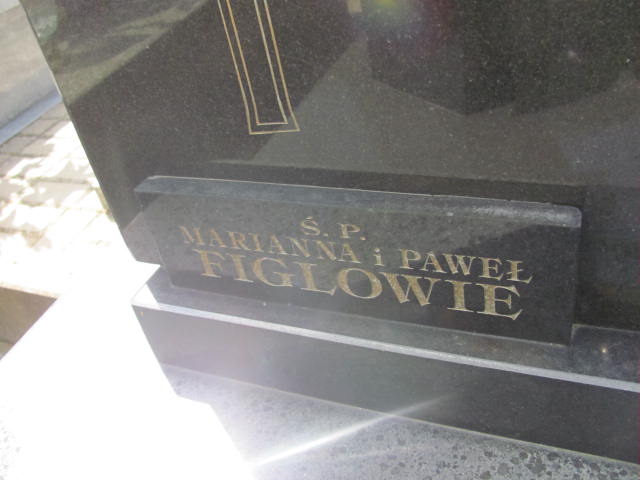 Ś. P.
MARIANNA i PAWEŁ
FIGLOWIE